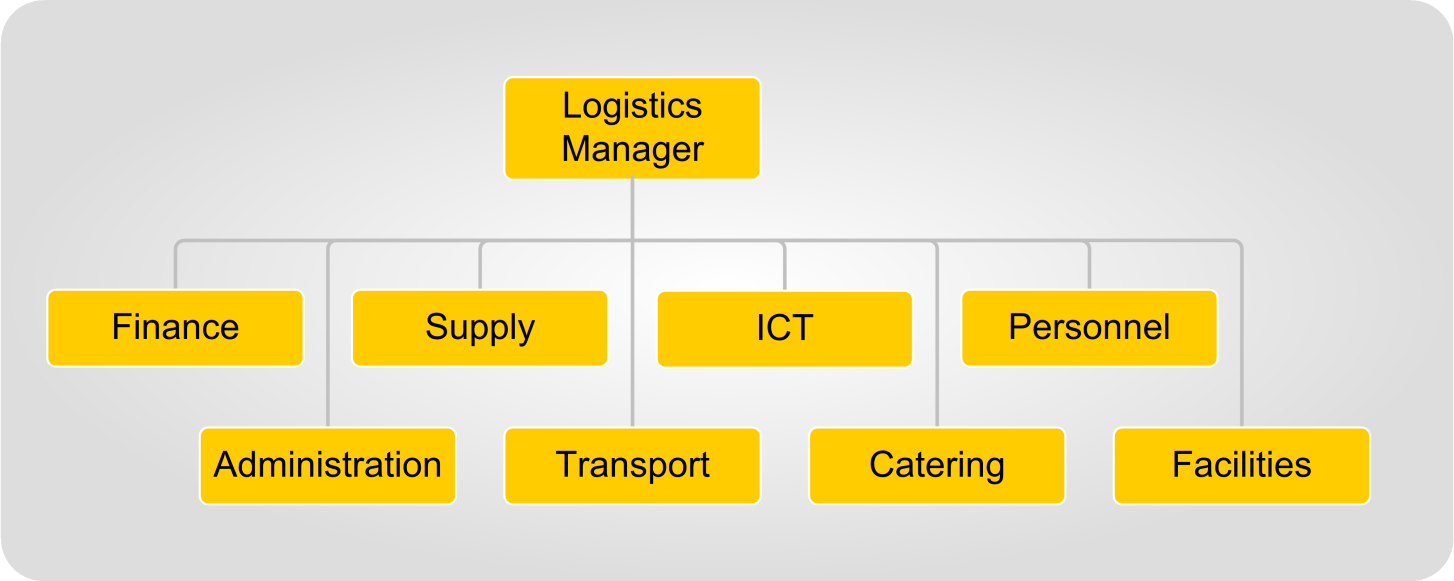 Logistics
Manager
Finance
Supply
ICT
Personnel
Administration
Transport
Catering
Facilities